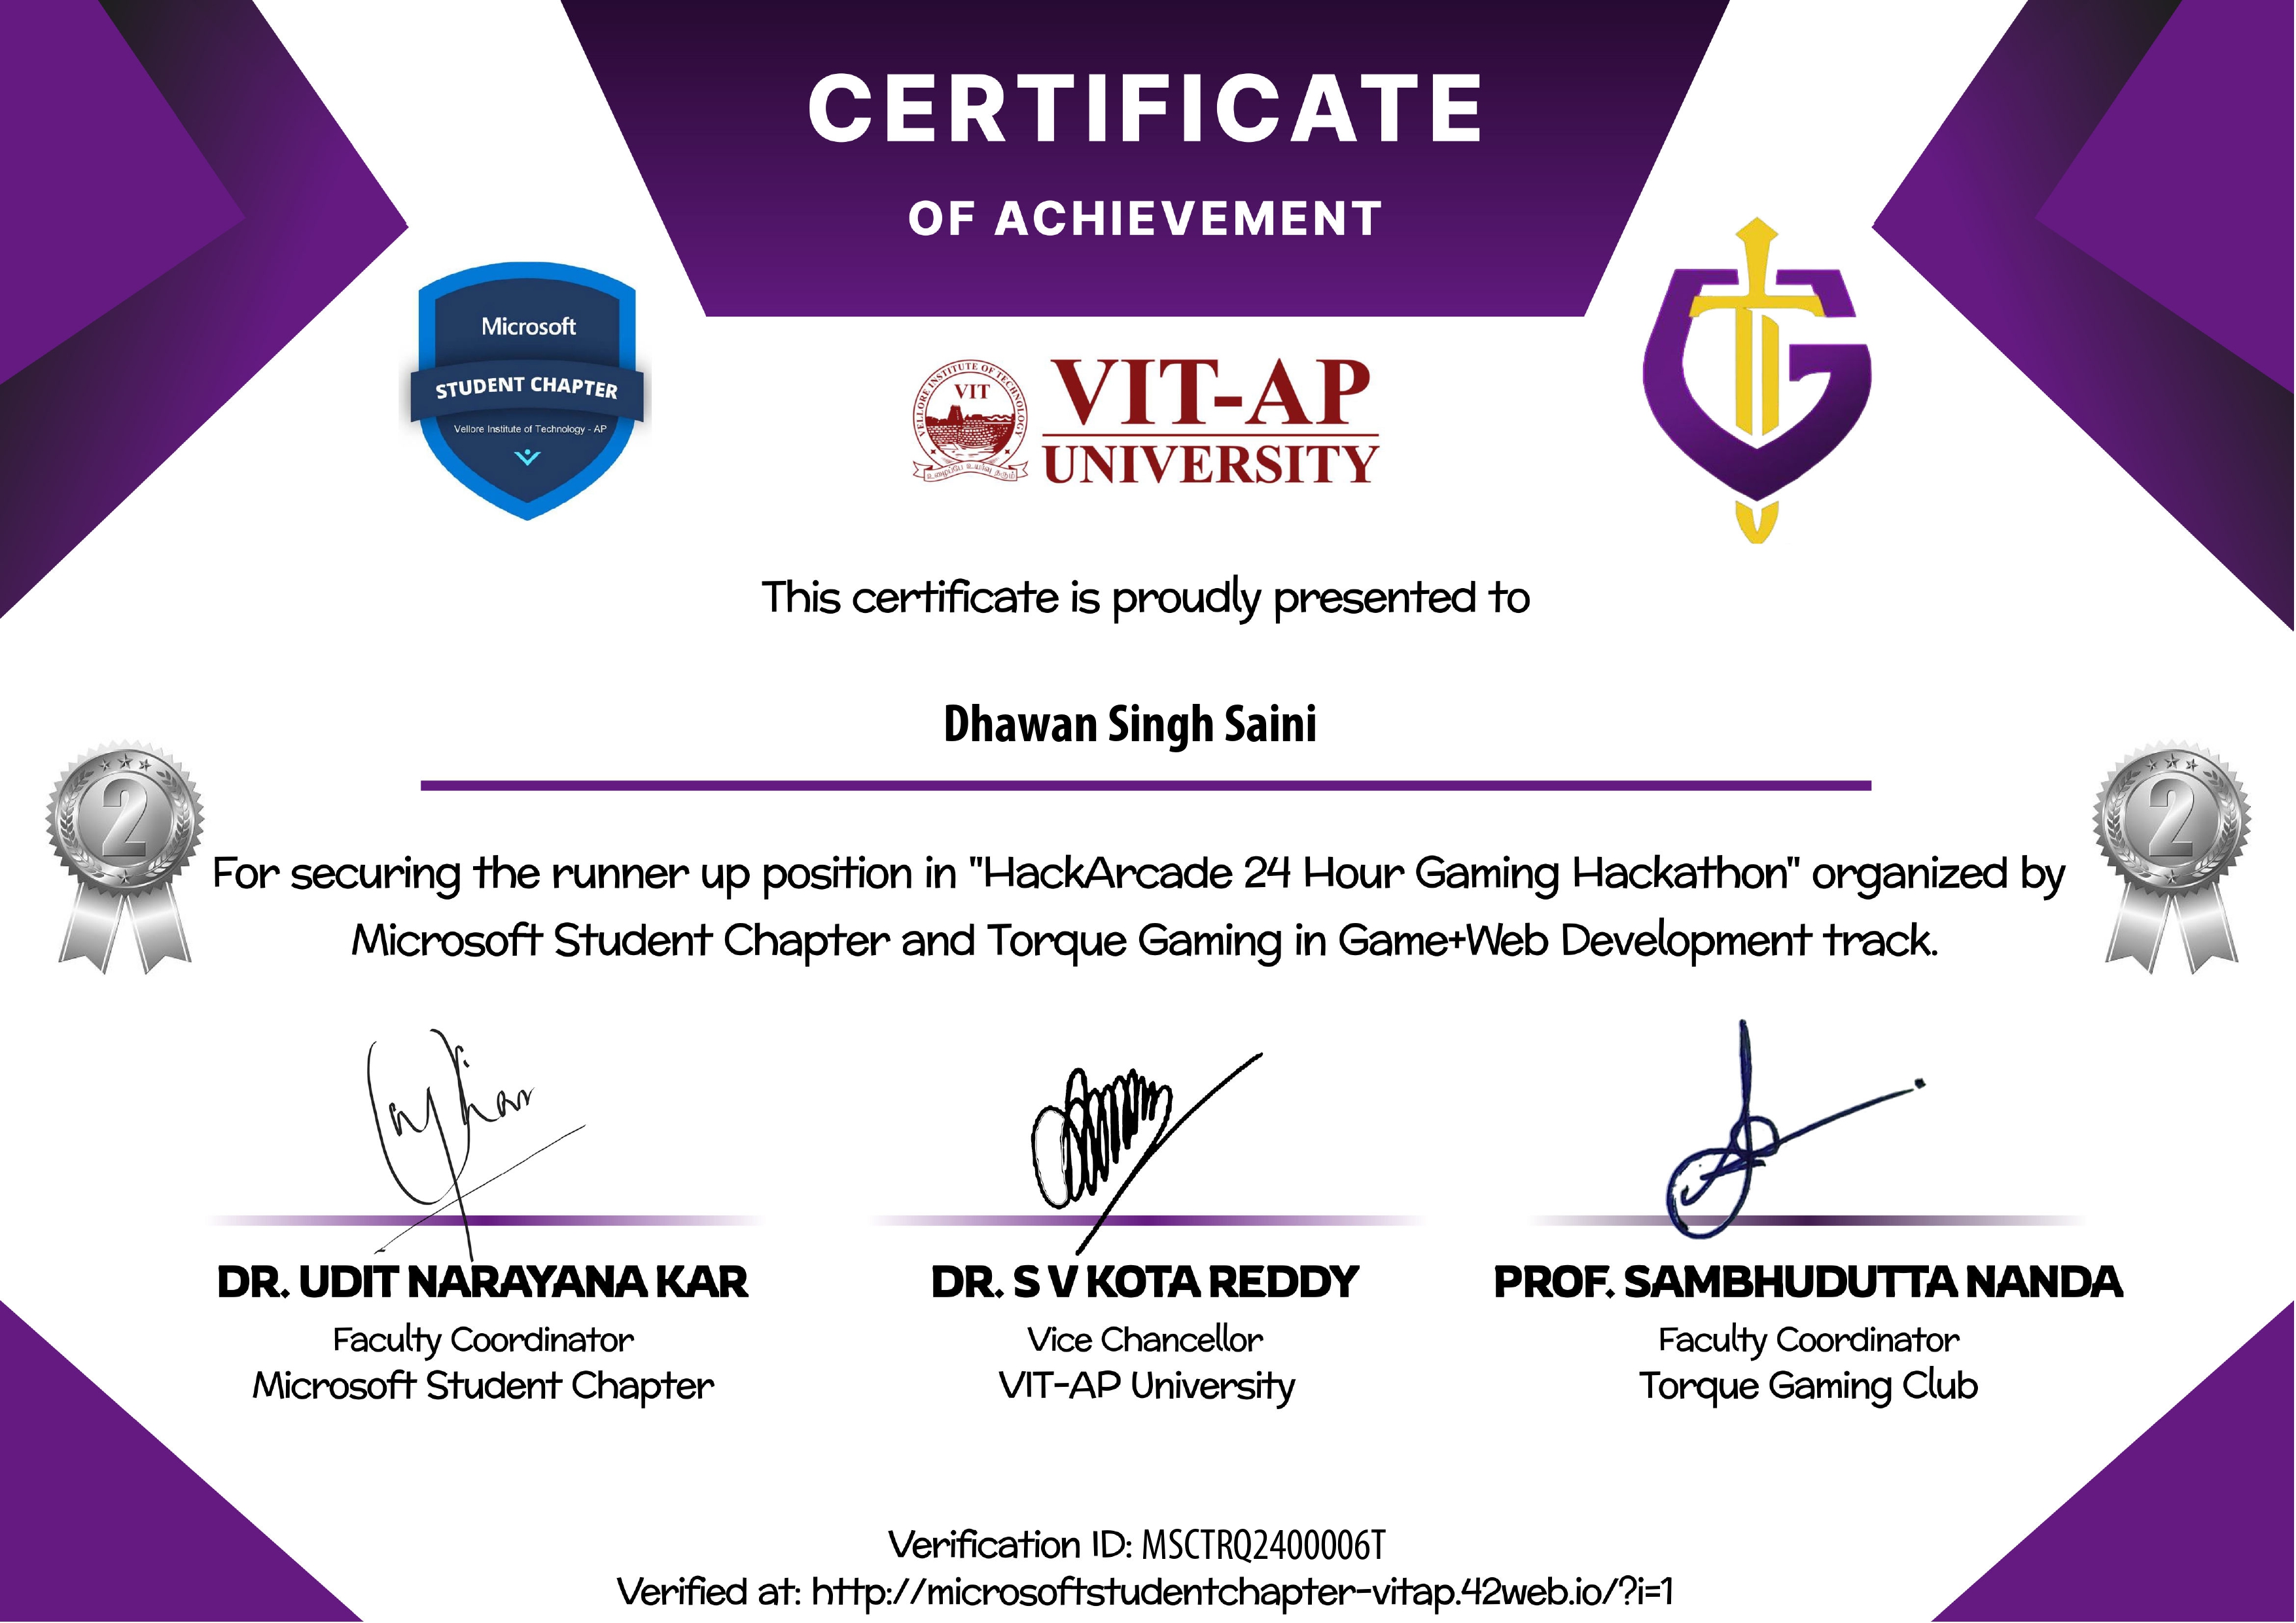 CERTIFICATE
OF ACHIEVEMENT
Microsoft
STUDENT CHAPTER
Vellore Institute of Technology - AP
VELLORE INSTITUTE OF TECHNOLOGY
VIT
VIT-AP
UNIVERSITY
This certificate is proudly presented to
Dhawan Singh Saini
2
2
For securing the runner up position in "HackArcade 24 Hour Gaming Hackathon" organized by
Microsoft Student Chapter and Torque Gaming in Game+Web Development track.
DR. UDIT NARAYANA KAR
Faculty Coordinator
Microsoft Student Chapter
DR. S V KOTA REDDY
Vice Chancellor
VIT-AP University
PROF. SAMBHUDUTTA NANDA
Faculty Coordinator
Torque Gaming Club
Verification ID: MSCTRQ2400006T
Verified at: http://microsoftstudentchapter-vitap.42web.io/?i=1